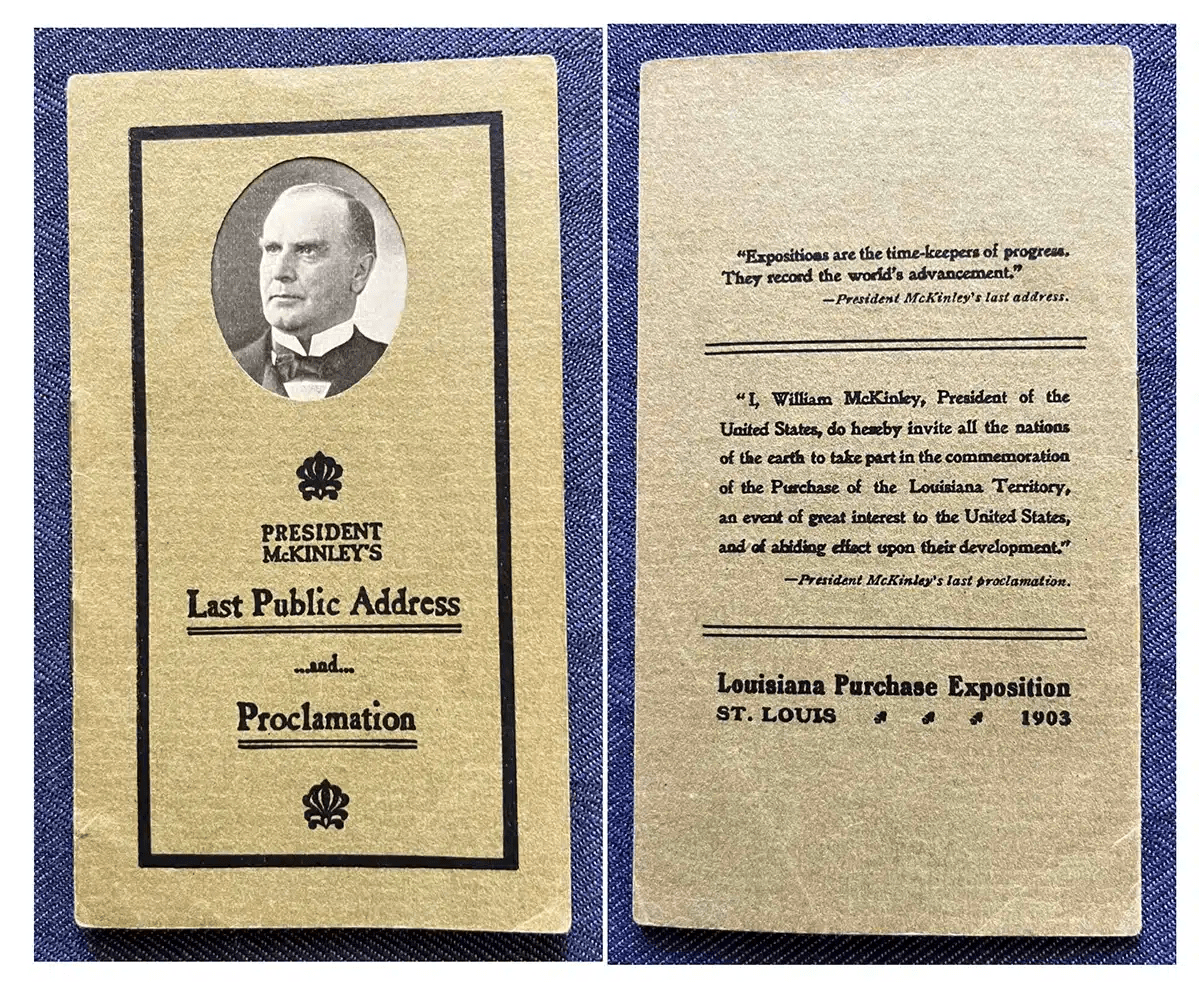 PRESIDENT
McKINLEY'S
Last Public Address
...and...
Proclamation
"Expositions are the time-keepers of progress.
They record the world's advancement."
—President McKinley's last address.
"I, William McKinley, President of the
United States, do hereby invite all the nations
of the earth to take part in the commemoration
of the Purchase of the Louisiana Territory,
an event of great interest to the United States,
and of abiding effect upon their development."
—President McKinley's last proclamation.
Louisiana Purchase Exposition
ST. LOUIS 1903